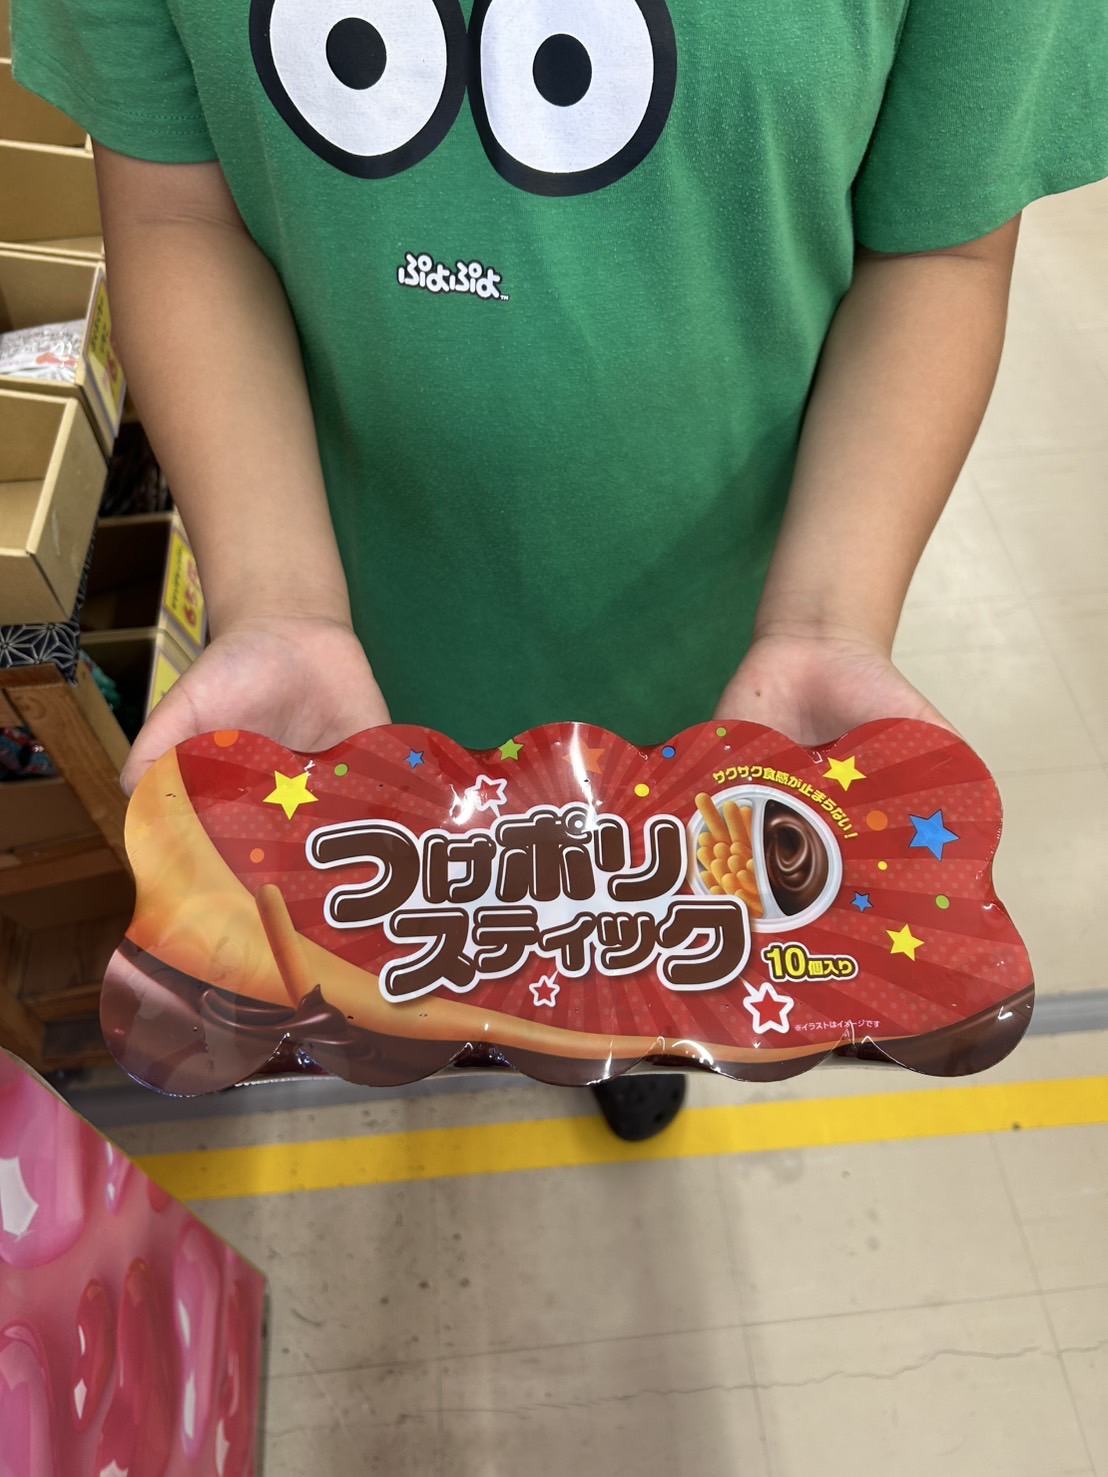 ぷよぷよ™
サクサク食感が止まらない！
つけポリ
スティック
10個入り
※イラストはイメージです